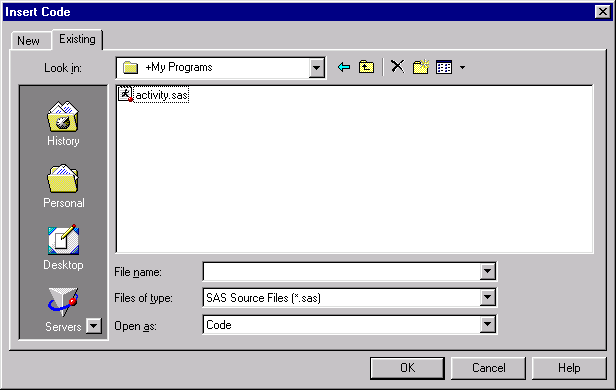 Insert Code
New
Existing
Look in:
+My Programs
activity.sas
History
Personal
Desktop
Servers
File name:
Files of type:
SAS Source Files (*.sas)
Open as:
Code
OK
Cancel
Help